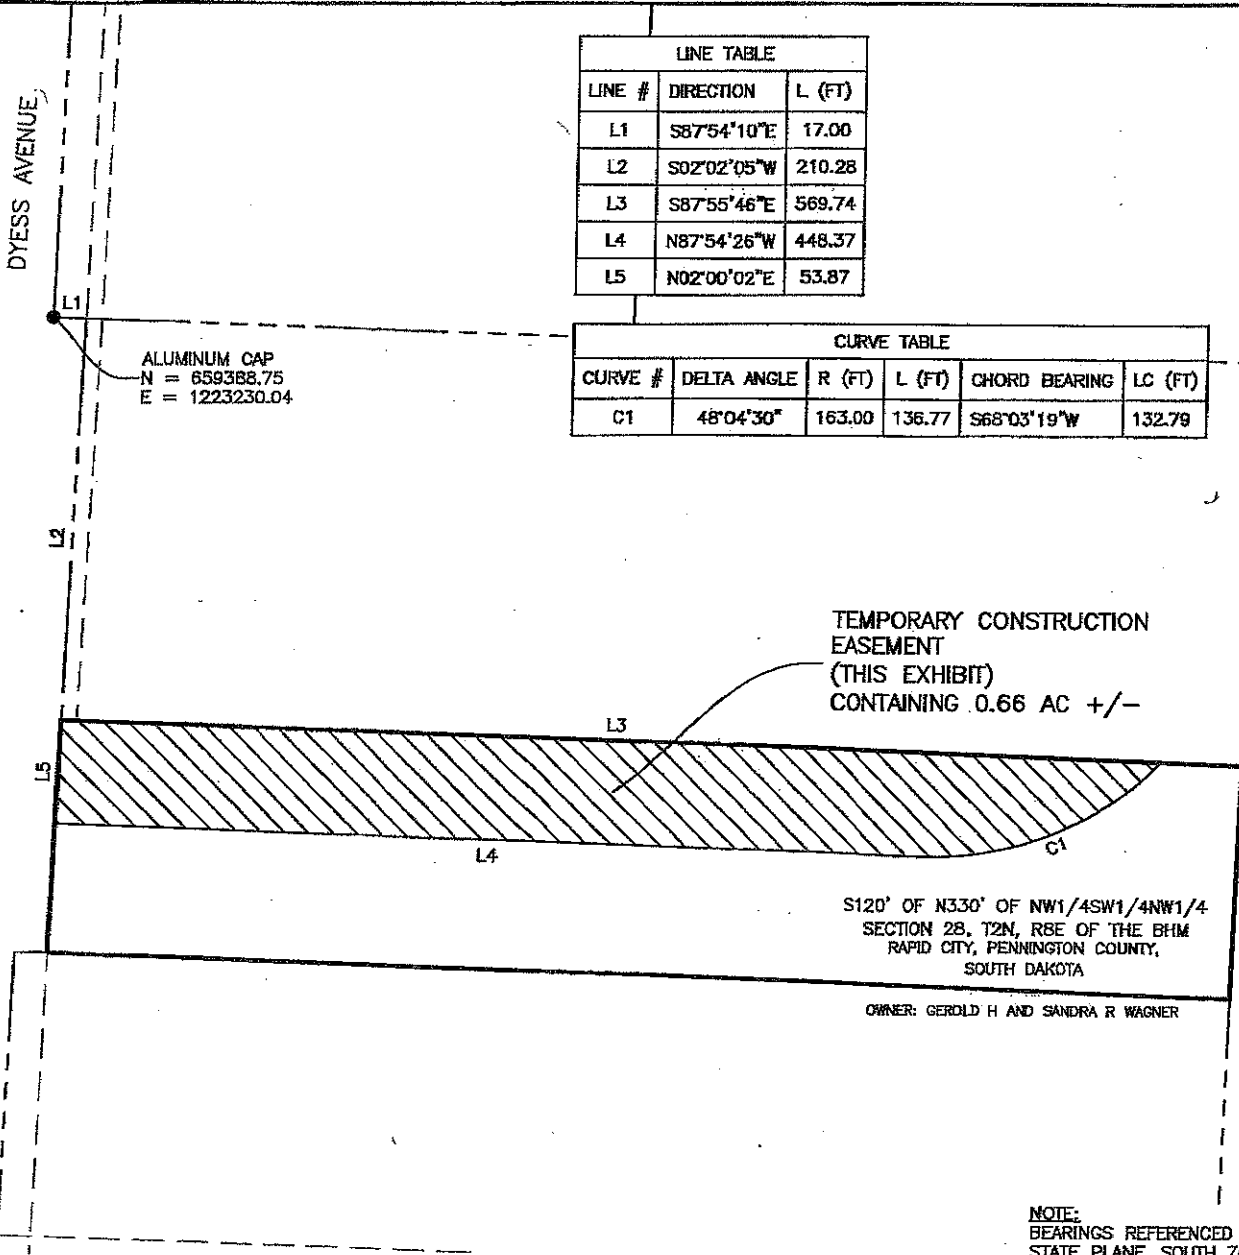 DYESS AVENUE
LINE TABLE
LINE # DIRECTION L (FT)
L1 S87°54'10"E 17.00
L2 S02°02'05"W 210.28
L3 S87°55'46"E 569.74
L4 N87°54'26"W 448.37
L5 N02°00'02"E 53.87
L1
ALUMINUM CAP
N = 659388.75
E = 1223230.04
CURVE TABLE
CURVE # DELTA ANGLE R (FT) L (FT) CHORD BEARING LC (FT)
C1 48°04'30" 163.00 136.77 S68°03'19"W 132.79
L2
TEMPORARY CONSTRUCTION
EASEMENT
(THIS EXHIBIT)
CONTAINING 0.66 AC +/-
L3
L5
L4
C1
S120' OF N330' OF NW1/4SW1/4NW1/4
SECTION 28, T2N, R8E OF THE BHM
RAPID CITY, PENNINGTON COUNTY,
SOUTH DAKOTA
OWNER: GEROLD H AND SANDRA R WAGNER
NOTE:
BEARINGS REFERENCED
STATE PLANE, SOUTH